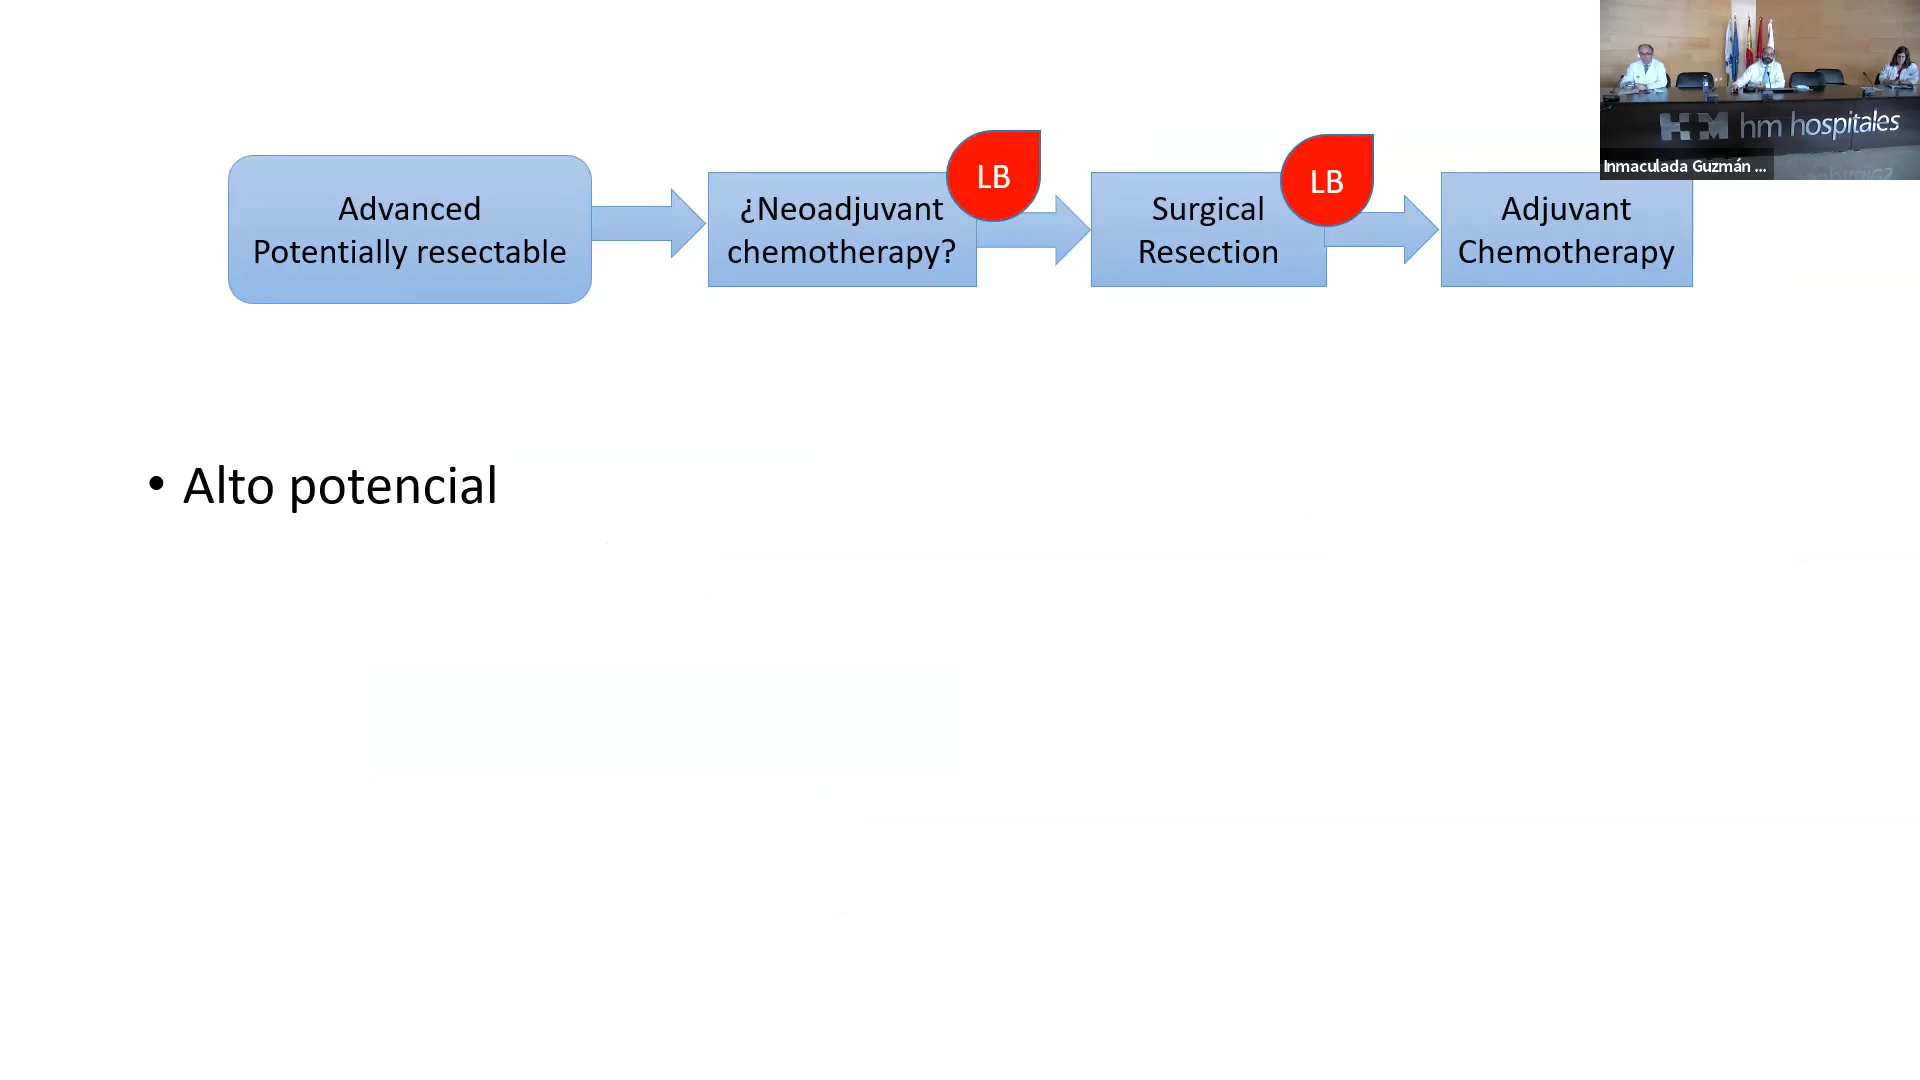 Advanced
Potentially resectable
¿Neoadjuvant
chemotherapy?
LB
Surgical
Resection
LB
Adjuvant
Chemotherapy
hm hospitales
Inmaculada Guzmán ...
• Alto potencial